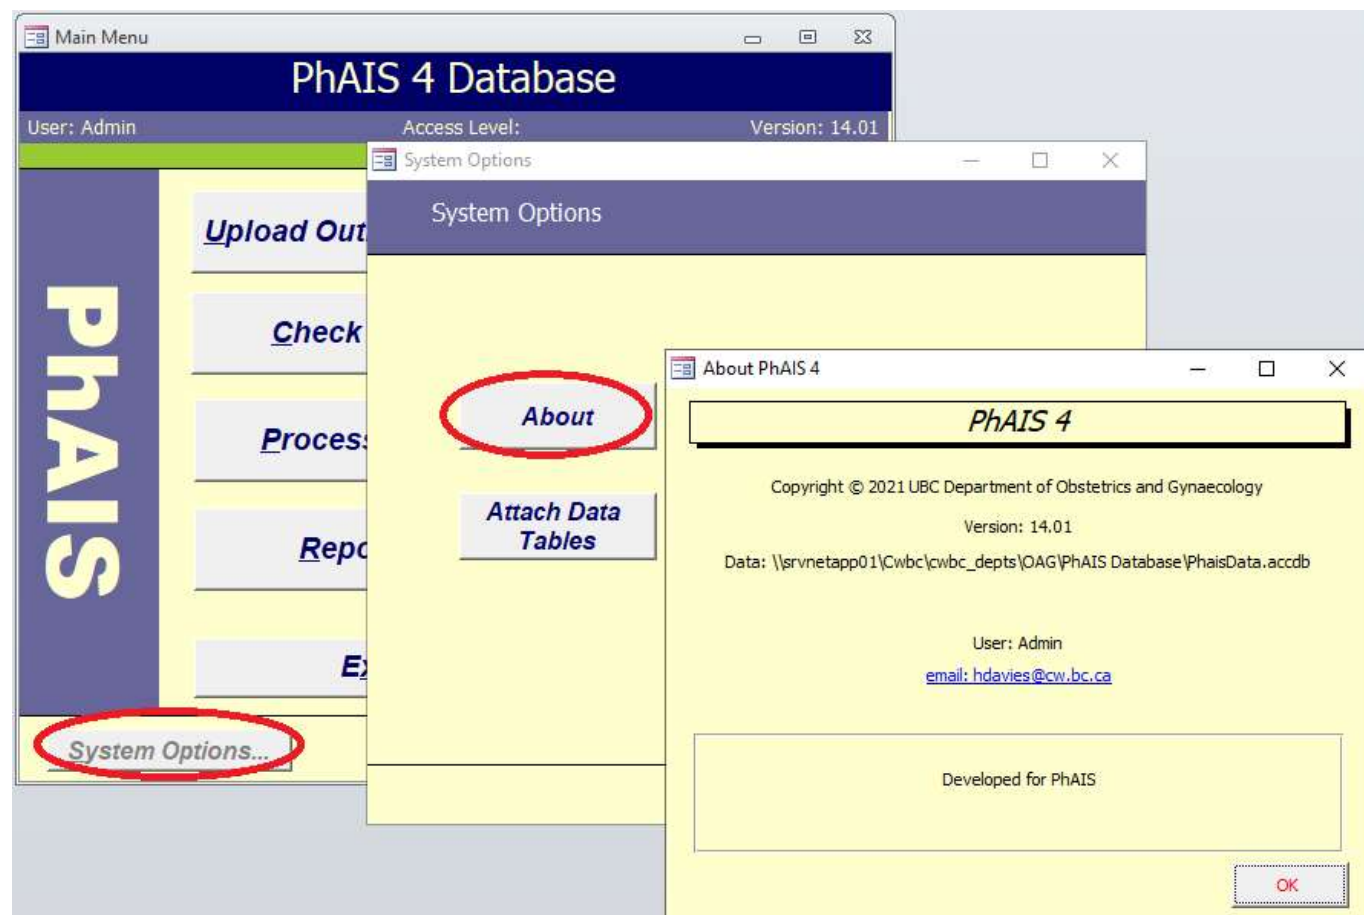 Main Menu
PhAIS 4 Database
User: Admin Access Level: Version: 14.01
System Options
System Options
PhAIS
Upload Out
Check
Process
Repo
E
System Options...
About
Attach Data
Tables
About PhAIS 4
PhAIS 4
Copyright © 2021 UBC Department of Obstetrics and Gynaecology
Version: 14.01
Data: \\srvnetapp01\Cwbc\cwbc_depts\OAG\PhAIS Database\PhaisData.accdb
User: Admin
email: hdavies@cw.bc.ca
Developed for PhAIS
OK